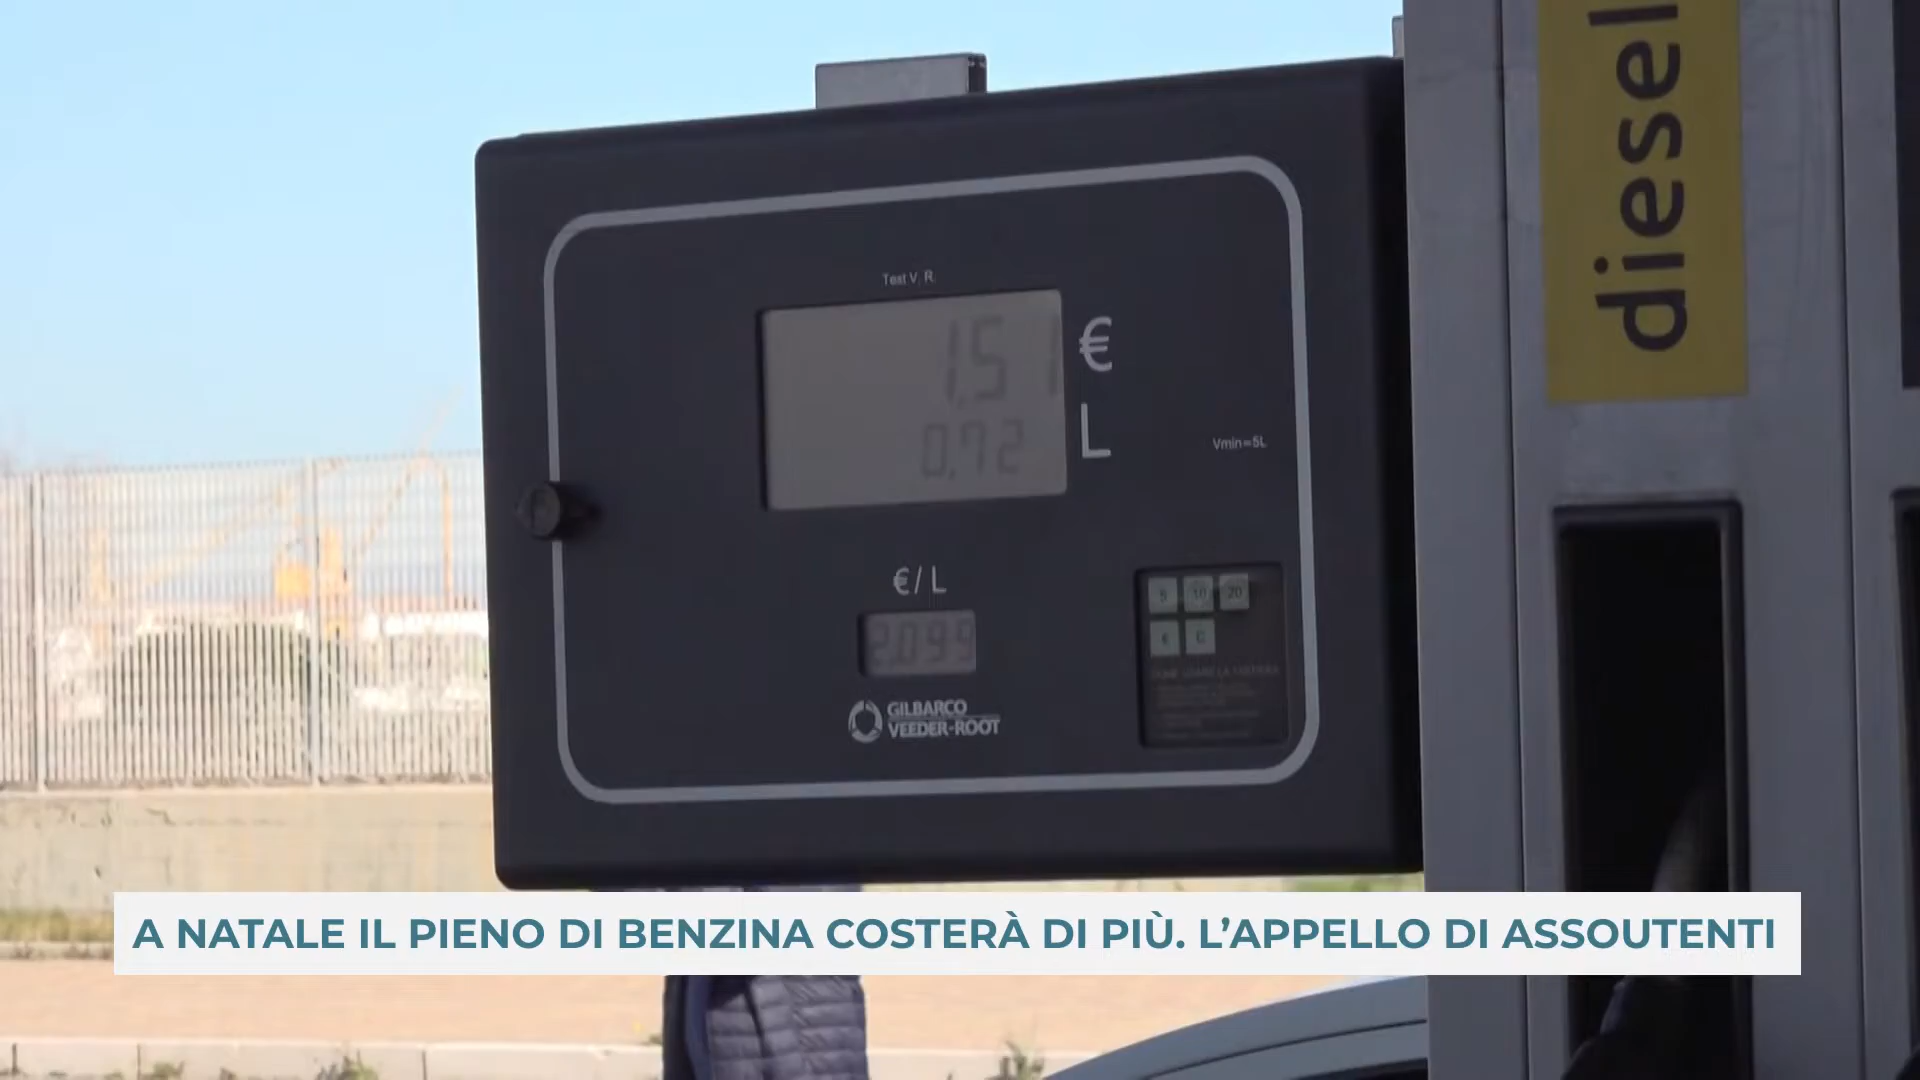 diesel
Test V. R.
1.51 €
0.72 L
Vmin=5L
€/ L
2.099
5 10 20
€ C
GILBARCO
VEEDER-ROOT
A NATALE IL PIENO DI BENZINA COSTERÀ DI PIÙ. L'APPELLO DI ASSOUTENTI